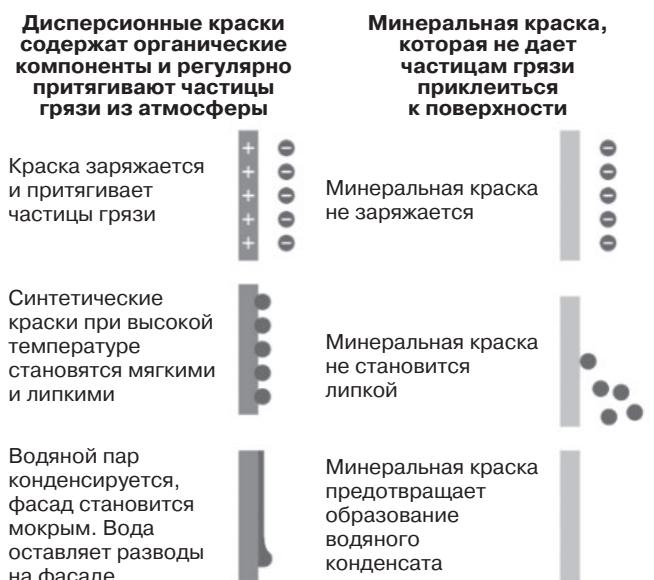 Дисперсионные краски
содержат органические
компоненты и регулярно
притягивают частицы
грязи из атмосферы
Краска заряжается
и притягивает
частицы грязи
Синтетические
краски при высокой
температуре
становятся мягкими
и липкими
Водяной пар
конденсируется,
фасад становится
мокрым. Вода
оставляет разводы
на фасаде
Минеральная краска,
которая не дает
частицам грязи
приклеиться
к поверхности
Минеральная краска
не заряжается
Минеральная краска
не становится
липкой
Минеральная краска
предотвращает
образование
водяного
конденсата